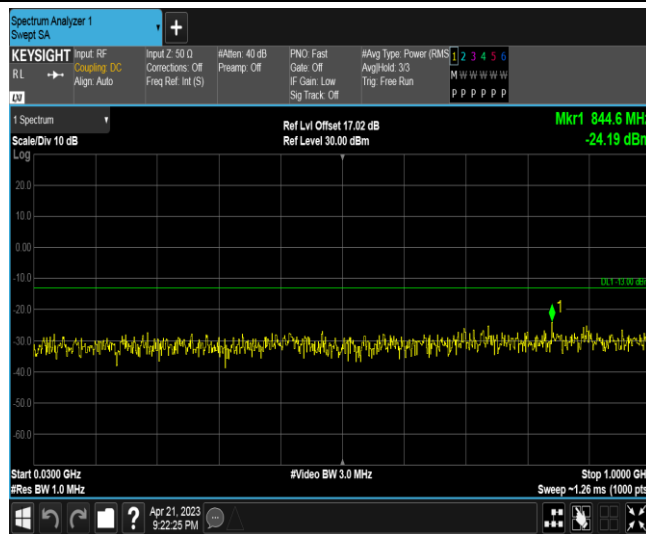 Spectrum Analyzer 1
Swept SA
+
KEYSIGHT
RL
LXI
Input: RF
Coupling: DC
Align: Auto
Input Z: 50 Ω
Corrections: Off
Freq Ref: Int (S)
#Atten: 40 dB
Preamp: Off
PNO: Fast
Gate: Off
IF Gain: Low
Sig Track: Off
#Avg Type: Power (RMS
Avg|Hold: 3/3
Trig: Free Run
1 2 3 4 5 6
M W W W W W
P P P P P P
1 Spectrum
Scale/Div 10 dB
Log
Ref Lvl Offset 17.02 dB
Ref Level 30.00 dBm
Mkr1 844.6 MHz
-24.19 dBm
20.0
10.0
0.00
-10.0
DL1 -13.00 dBm
-20.0
1
-30.0
-40.0
-50.0
-60.0
Start 0.0300 GHz
#Res BW 1.0 MHz
#Video BW 3.0 MHz
Stop 1.0000 GHz
Sweep ~1.26 ms (1000 pts)
?
Apr 21, 2023
9:22:25 PM